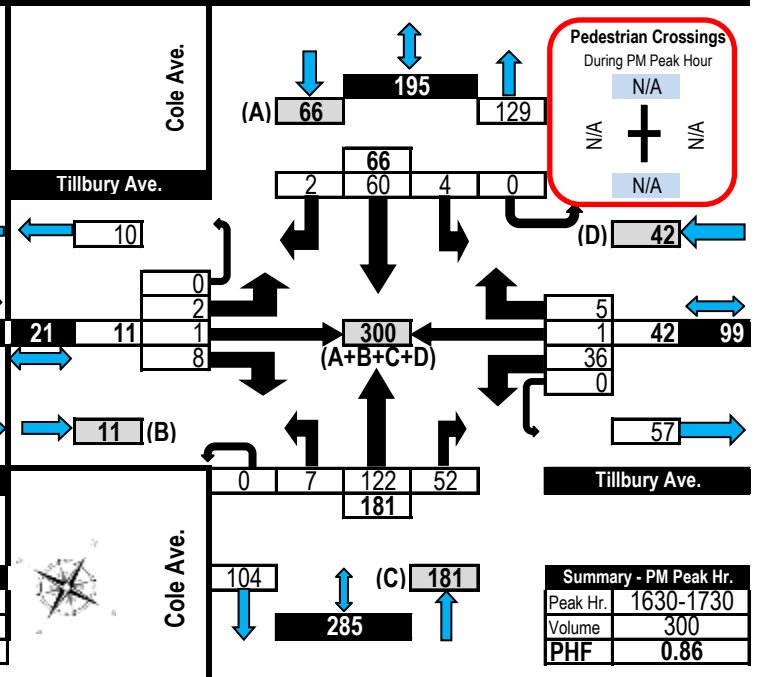 Pedestrian Crossings
During PM Peak Hour
N/A
N/A
N/A
N/A
Cole Ave.
195
(A) 66
129
66
2 60 4 0
Tillbury Ave.
10
(D) 42
0
2
21 11 1
8
300
(A+B+C+D)
5
1 42 99
36
0
11 (B)
57
0 7 122 52
181
Tillbury Ave.
Cole Ave.
104
(C) 181
285
Summary - PM Peak Hr.
Peak Hr. 1630-1730
Volume 300
PHF 0.86